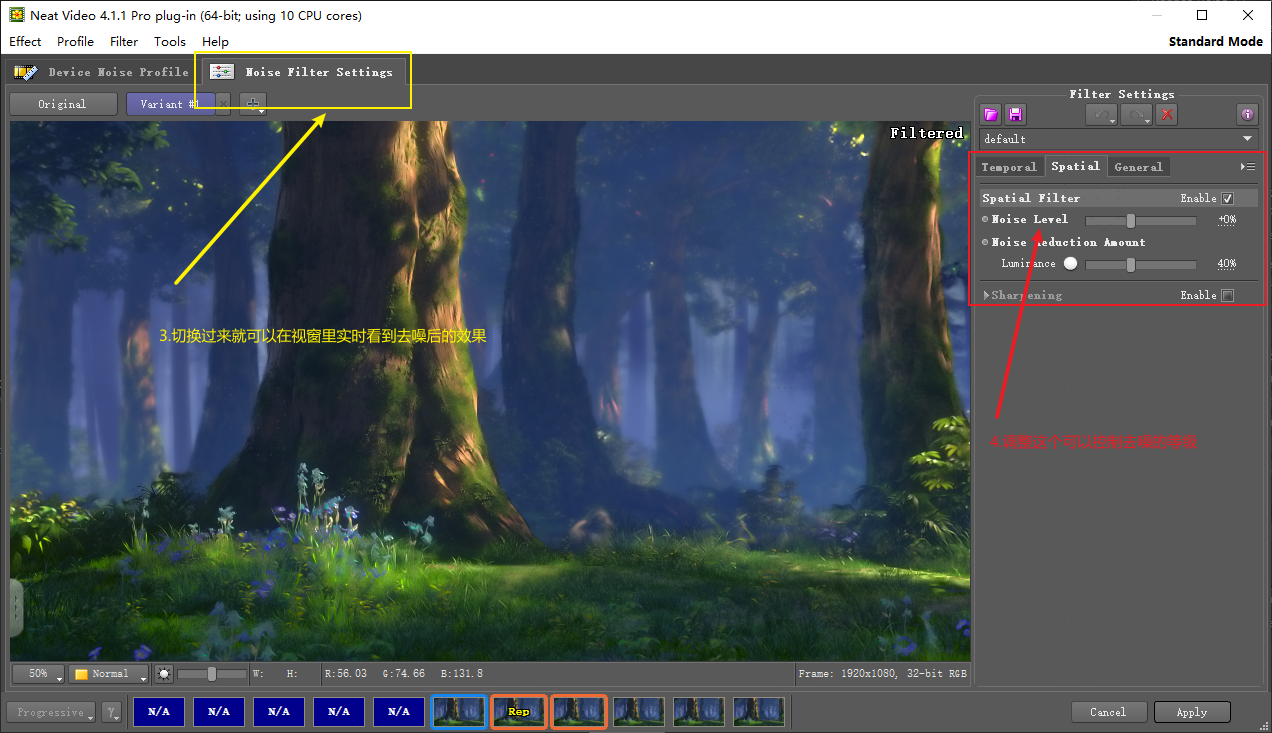 Neat Video 4.1.1 Pro plug-in (64-bit; using 10 CPU cores)
Effect Profile Filter Tools Help
Standard Mode
Device Noise Profile
Noise Filter Settings
Original
Variant #1
Filtered
3.切换过来就可以在视窗里实时看到去噪后的效果
Filter Settings
default
Temporal Spatial General
Spatial Filter Enable
Noise Level +0%
Noise Reduction Amount
Luminance 40%
Sharpening Enable
4.调整这个可以控制去噪的等级
50% Normal W: H: R:56.03 G:74.66 B:131.8 Frame: 1920x1080, 32-bit RGB
Progressive γ N/A N/A N/A N/A N/A Rep Cancel Apply